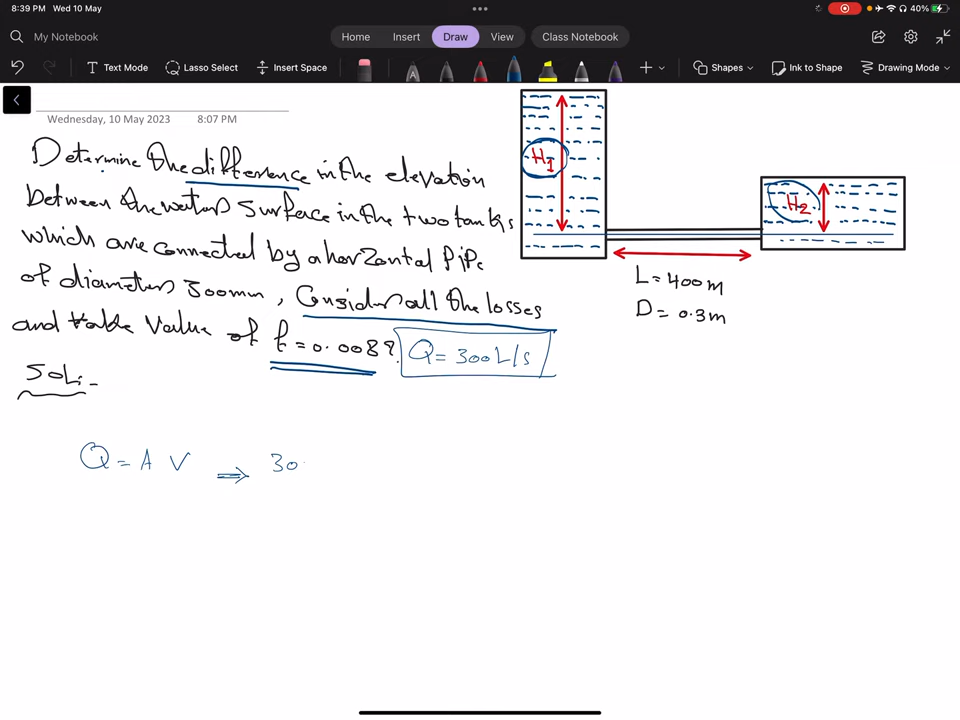 8:39 PM Wed 10 May
40%
My Notebook
Home Insert Draw View Class Notebook
Text Mode Lasso Select Insert Space
Shapes Ink to Shape Drawing Mode
Wednesday, 10 May 2023 8:07 PM
Determine the difference in the elevation
Between the water surface in the two tanks
which are connected by a horizontal pipe
of diameter 300mm, Consider all the losses
and value of f = 0.008?
Q = 300 L/s
Sol:-
Q = A V ⇒ 30
H1
H2
L = 400 m
D = 0.3 m